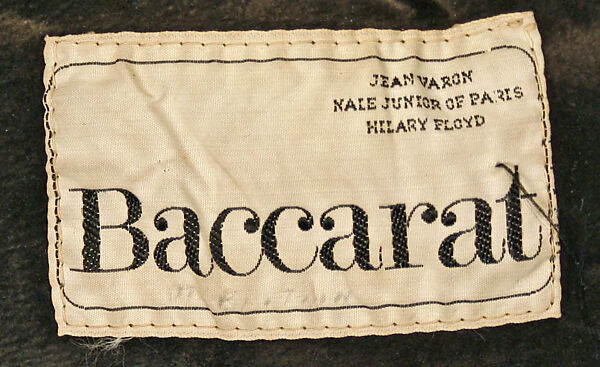 JEAN VARON
NALE JUNIOR OF PARIS
HILARY FLOYD
Baccarat